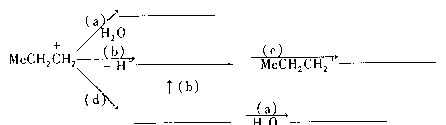 (a)
H₂O
MeCH₂CH₂⁺ (b) − H (e) MeCH₂CH₂
↑ (b)
(d) (a)
H₂O